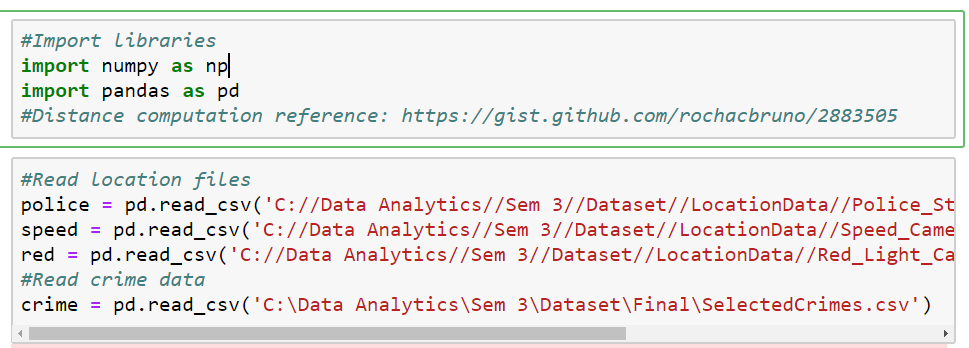 #Import libraries
import numpy as np
import pandas as pd
#Distance computation reference: https://gist.github.com/rochacbruno/2883505
#Read location files
police = pd.read_csv('C://Data Analytics//Sem 3//Dataset//LocationData//Police_St
speed = pd.read_csv('C://Data Analytics//Sem 3//Dataset//LocationData//Speed_Came
red = pd.read_csv('C://Data Analytics//Sem 3//Dataset//LocationData//Red_Light_Ca
#Read crime data
crime = pd.read_csv('C:\Data Analytics\Sem 3\Dataset\Final\SelectedCrimes.csv')